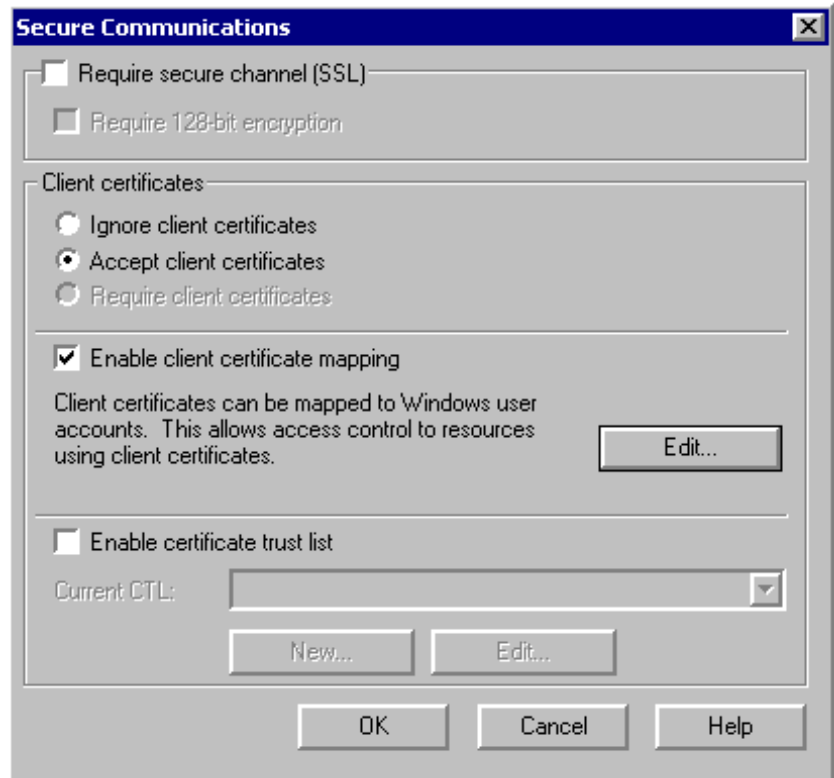 Secure Communications
Require secure channel (SSL)
Require 128-bit encryption
Client certificates
Ignore client certificates
Accept client certificates
Require client certificates
Enable client certificate mapping
Client certificates can be mapped to Windows user
accounts.  This allows access control to resources
using client certificates.
Edit...
Enable certificate trust list
Current CTL:
New... Edit...
OK Cancel Help